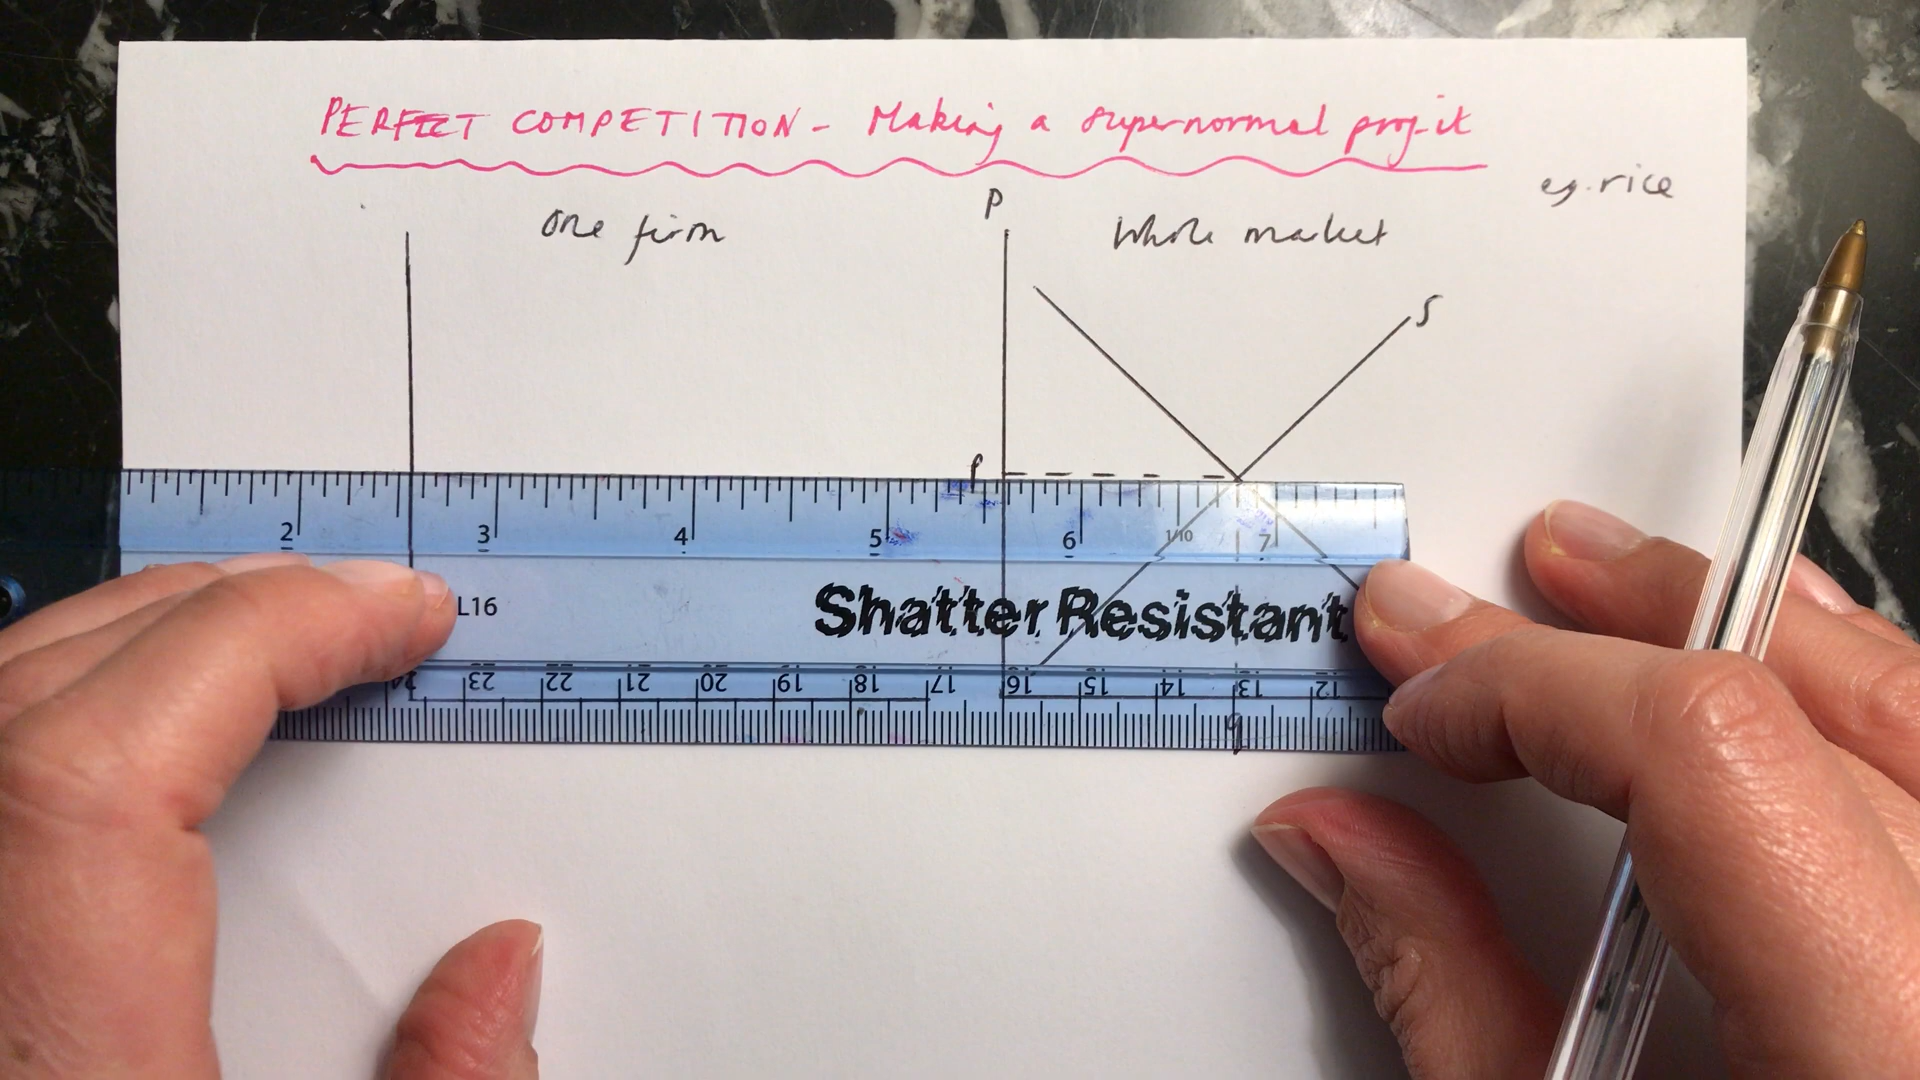 PERFECT COMPETITION - Making a supernormal profit
eg. rice
one firm
P
Whole market
S
P
2 3 4 5 6 1/10 7
L16
Shatter Resistant
24 23 22 21 20 19 18 17 16 15 14 13 12
q